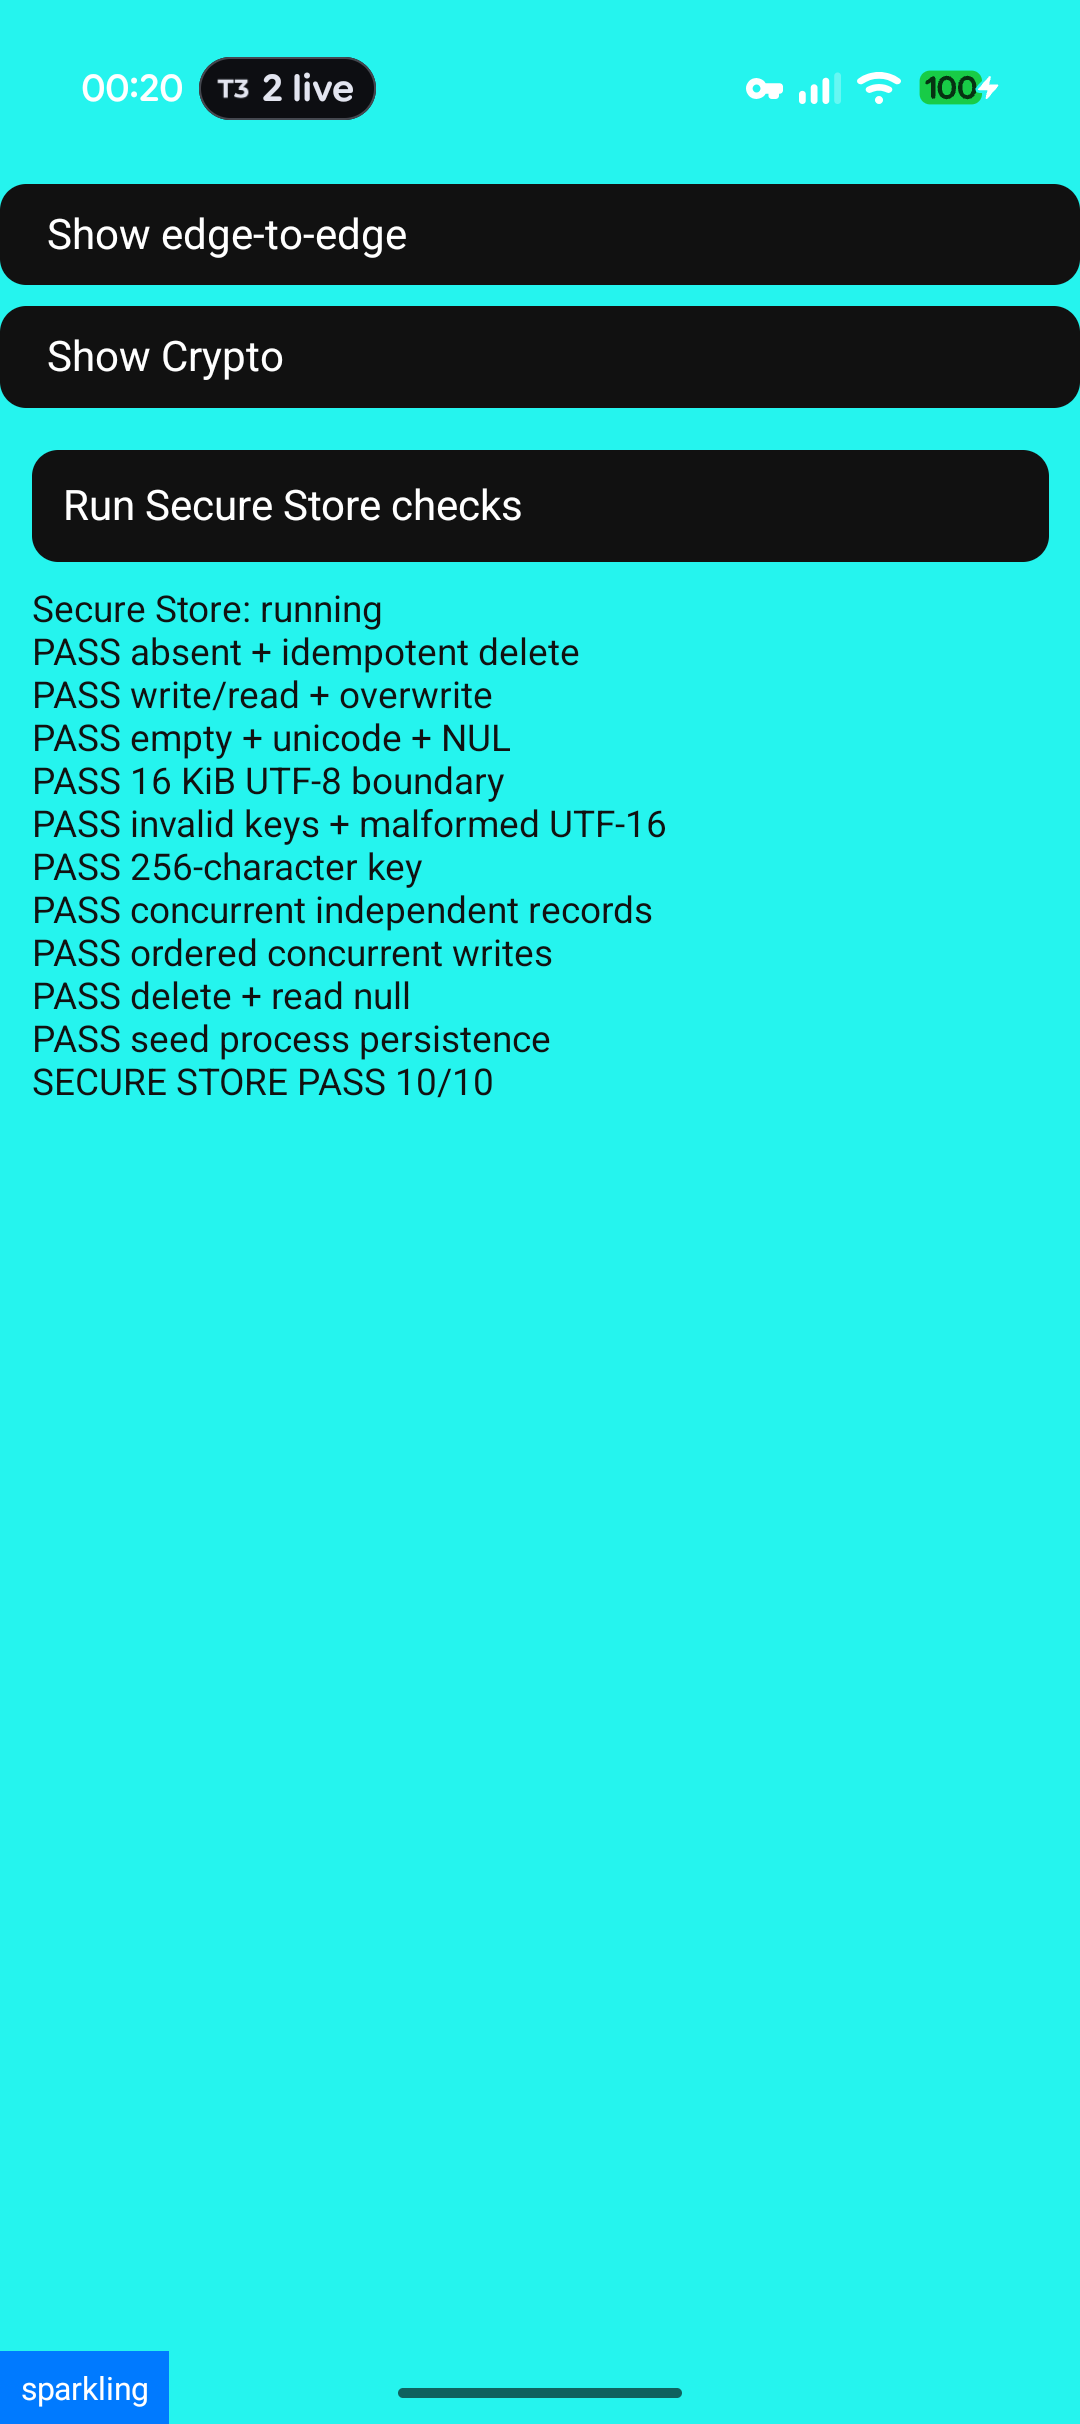 00:20 T3 2 live 100
Show edge-to-edge
Show Crypto
Run Secure Store checks
Secure Store: running
PASS absent + idempotent delete
PASS write/read + overwrite
PASS empty + unicode + NUL
PASS 16 KiB UTF-8 boundary
PASS invalid keys + malformed UTF-16
PASS 256-character key
PASS concurrent independent records
PASS ordered concurrent writes
PASS delete + read null
PASS seed process persistence
SECURE STORE PASS 10/10
sparkling